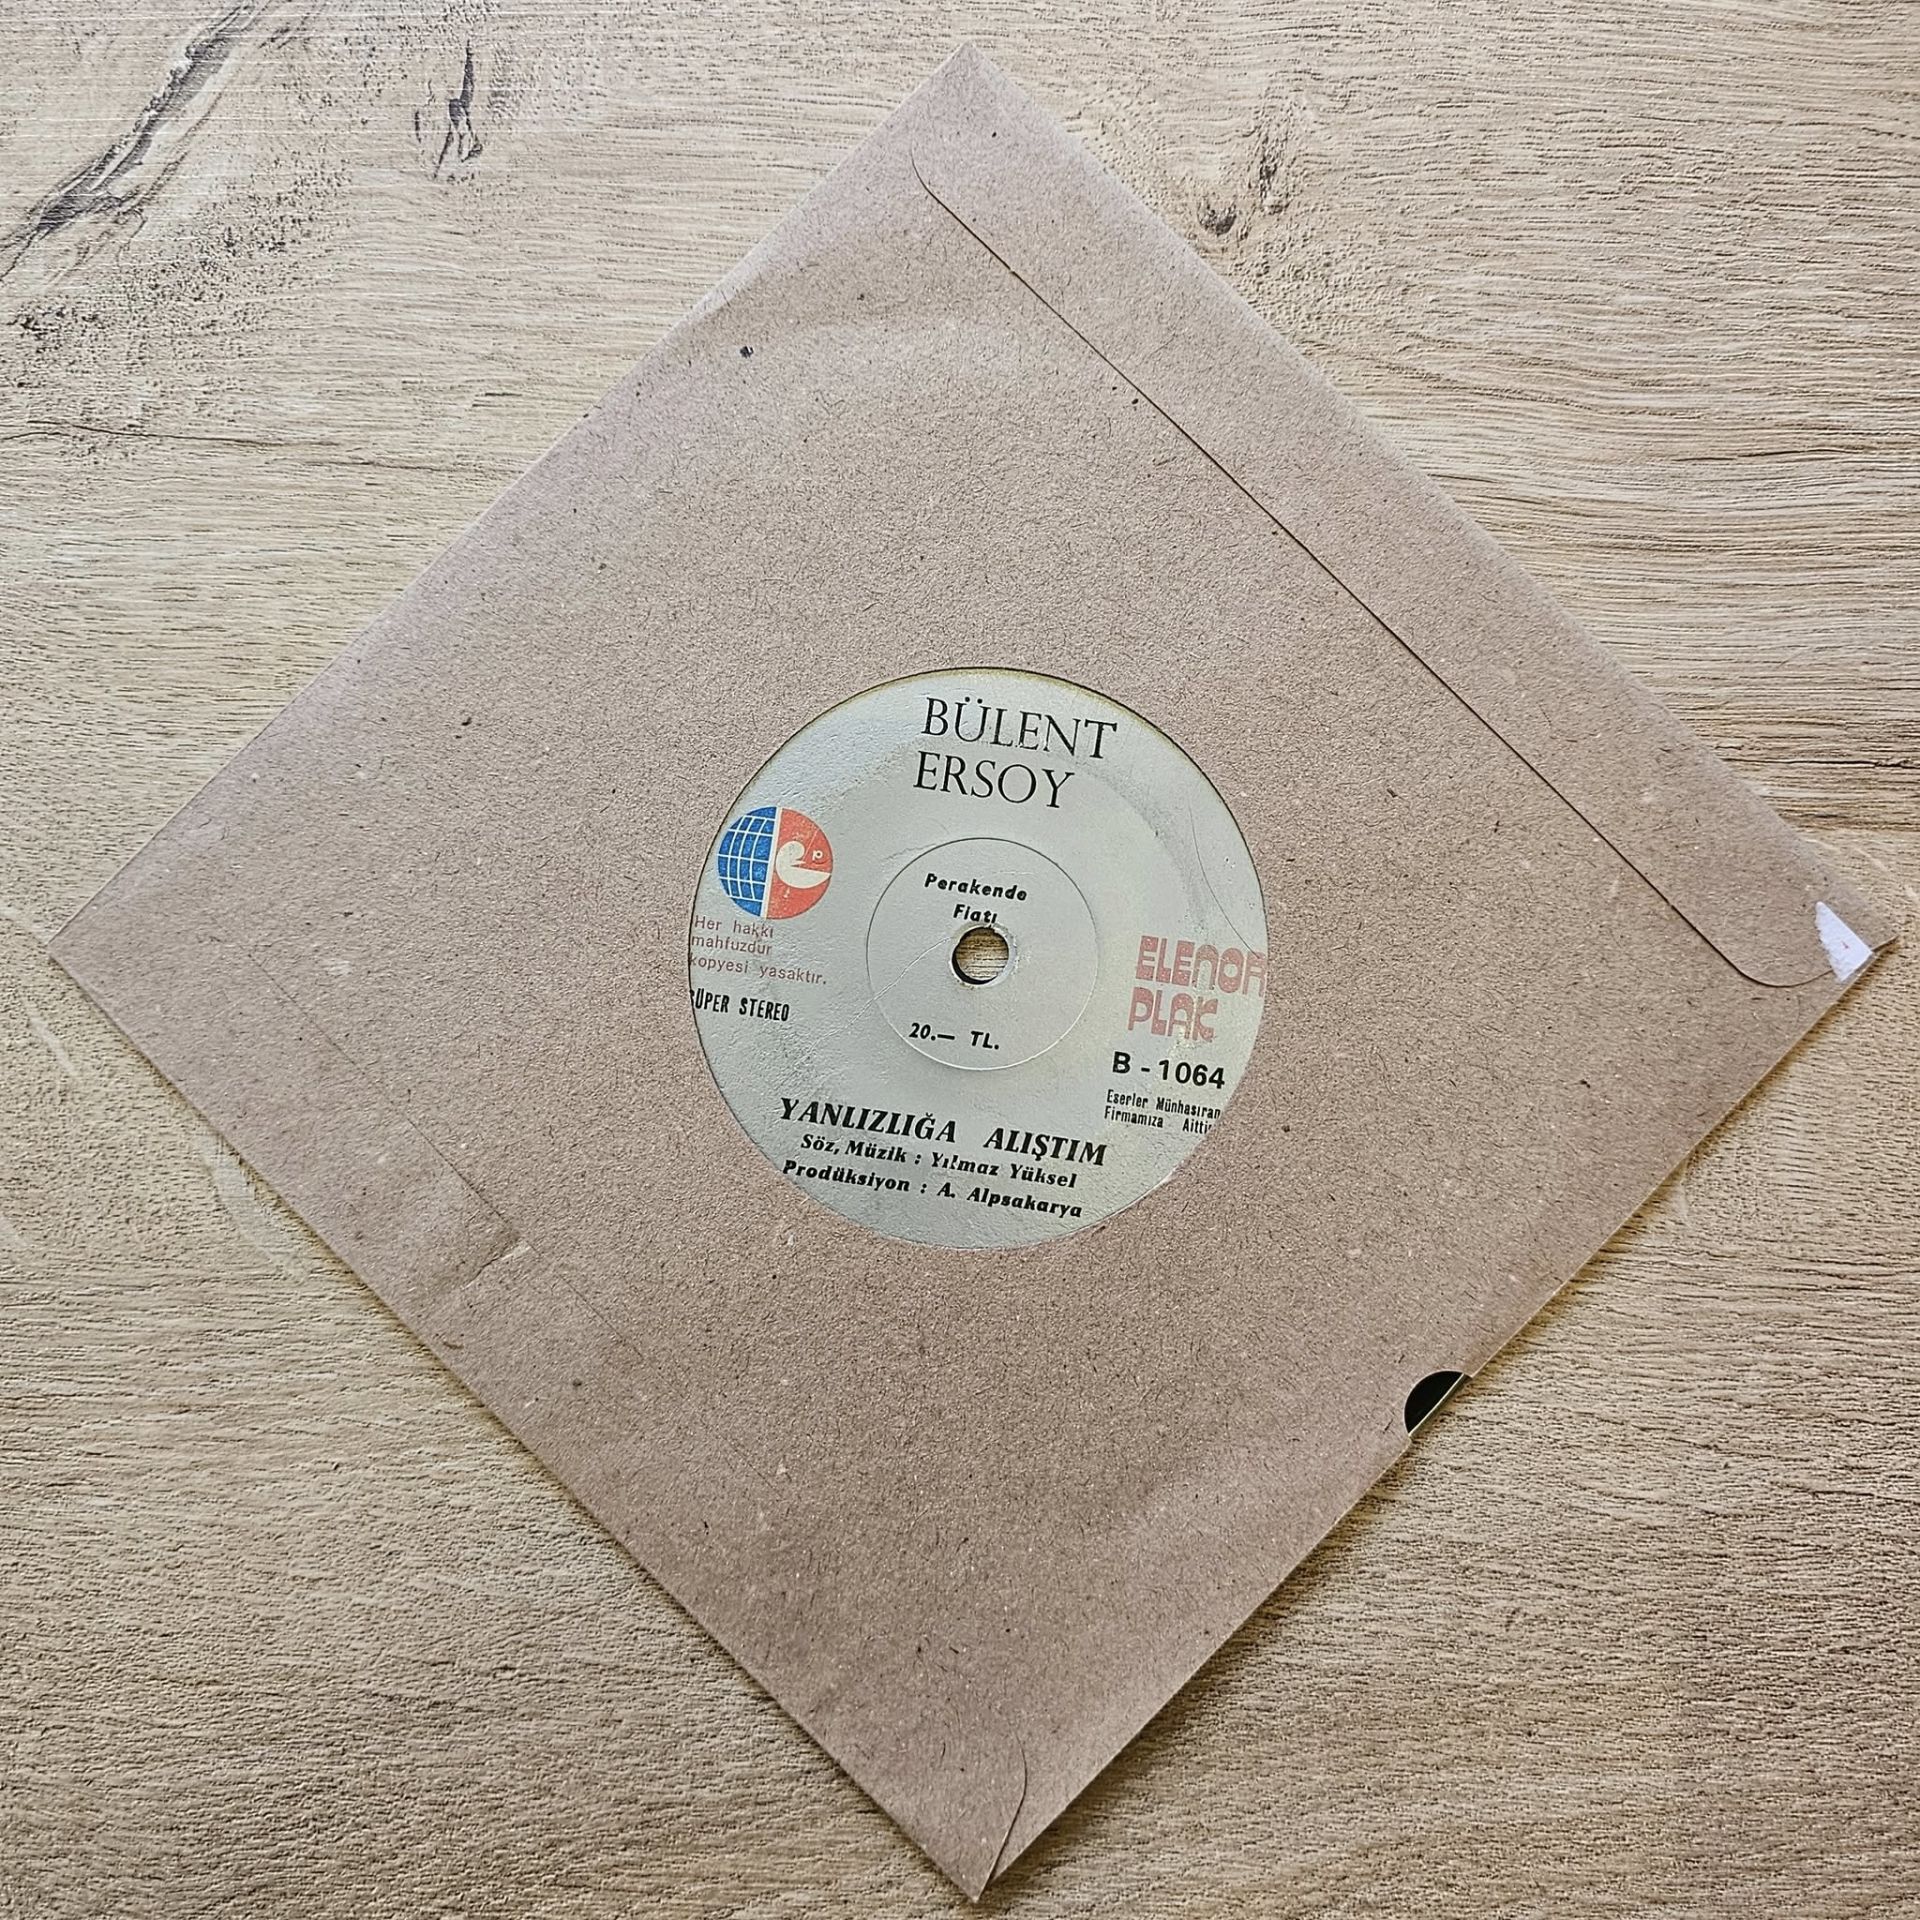 BÜLENT
ERSOY
p
Her hakkı
mahfuzdur
kopyesi yasaktır.
SÜPER STEREO
Perakende
Fiatı
20.— TL.
ELENOR
PLAK
B - 1064
Eserler Münhasıran
Firmamıza Aittir
YANLIZLIĞA ALIŞTIM
Söz, Müzik : Yılmaz Yüksel
Prodüksiyon : A. Alpsakarya